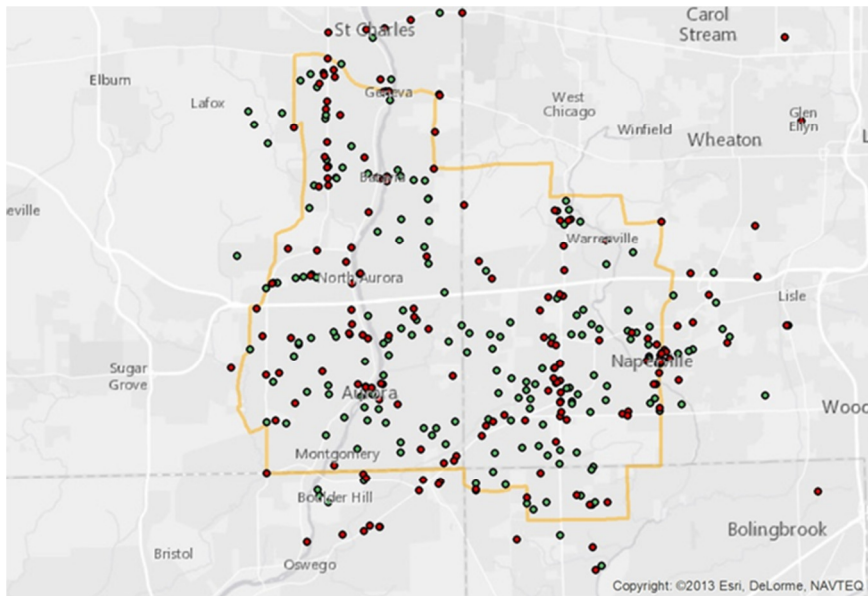 Carol
Stream
St Charles
Elburn
Lafox
Geneva
West
Chicago
Glen
Ellyn
Winfield
Wheaton
L
Batavia
eville
Warrenville
North Aurora
Lisle
Sugar
Grove
Naperville
Aurora
Wood
Montgomery
Boulder Hill
Bolingbrook
Bristol
Oswego
Copyright: ©2013 Esri, DeLorme, NAVTEQ